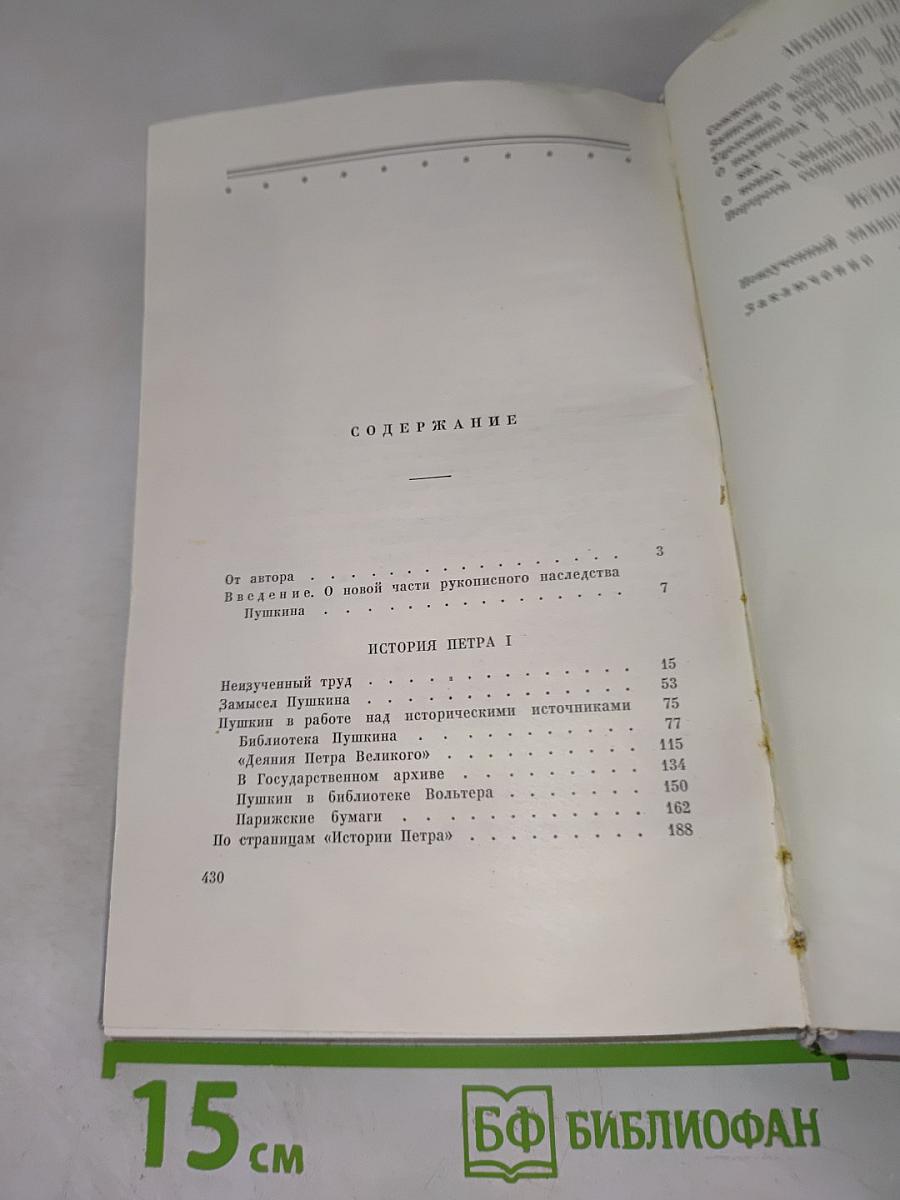 СОДЕРЖАНИЕ
От автора . . . . . . . . . . . . . . . . 3
Введение. О новой части рукописного наследства
Пушкина . . . . . . . . . . . . . . . 7
ИСТОРИЯ ПЕТРА I
Неизученный труд . . . . . . . . . . . . . . 15
Замысел Пушкина . . . . . . . . . . . . . . 53
Пушкин в работе над историческими источниками 75
Библиотека Пушкина . . . . . . . . . . . 77
«Деяния Петра Великого» . . . . . . . . . . 115
В Государственном архиве . . . . . . . . . 134
Пушкин в библиотеке Вольтера . . . . . . . 150
Парижские бумаги . . . . . . . . . . . . 162
По страницам «Истории Петра» . . . . . . . . . 188
430
Заключение
15 см
БФ БИБЛИОФАН